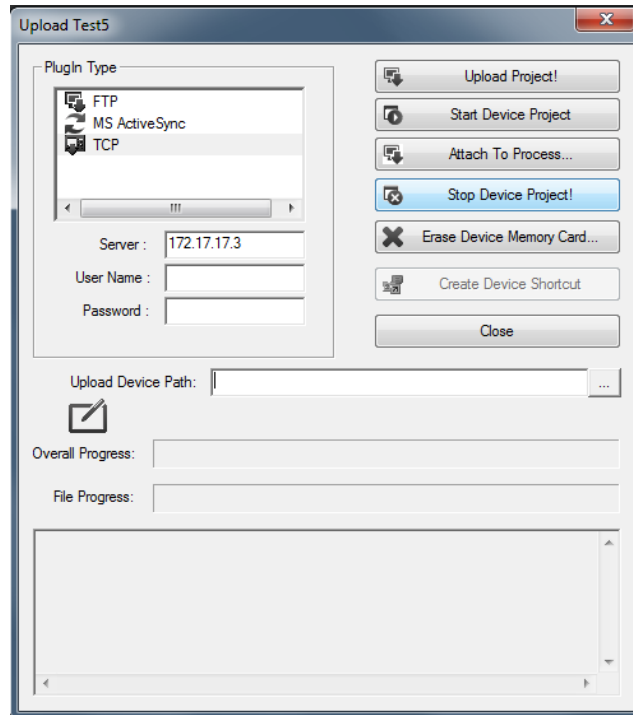 Upload Test5
PlugIn Type
FTP
MS ActiveSync
TCP
Server :
172.17.17.3
User Name :
Password :
Upload Project!
Start Device Project
Attach To Process...
Stop Device Project!
Erase Device Memory Card...
Create Device Shortcut
Close
Upload Device Path:
...
Overall Progress:
File Progress: